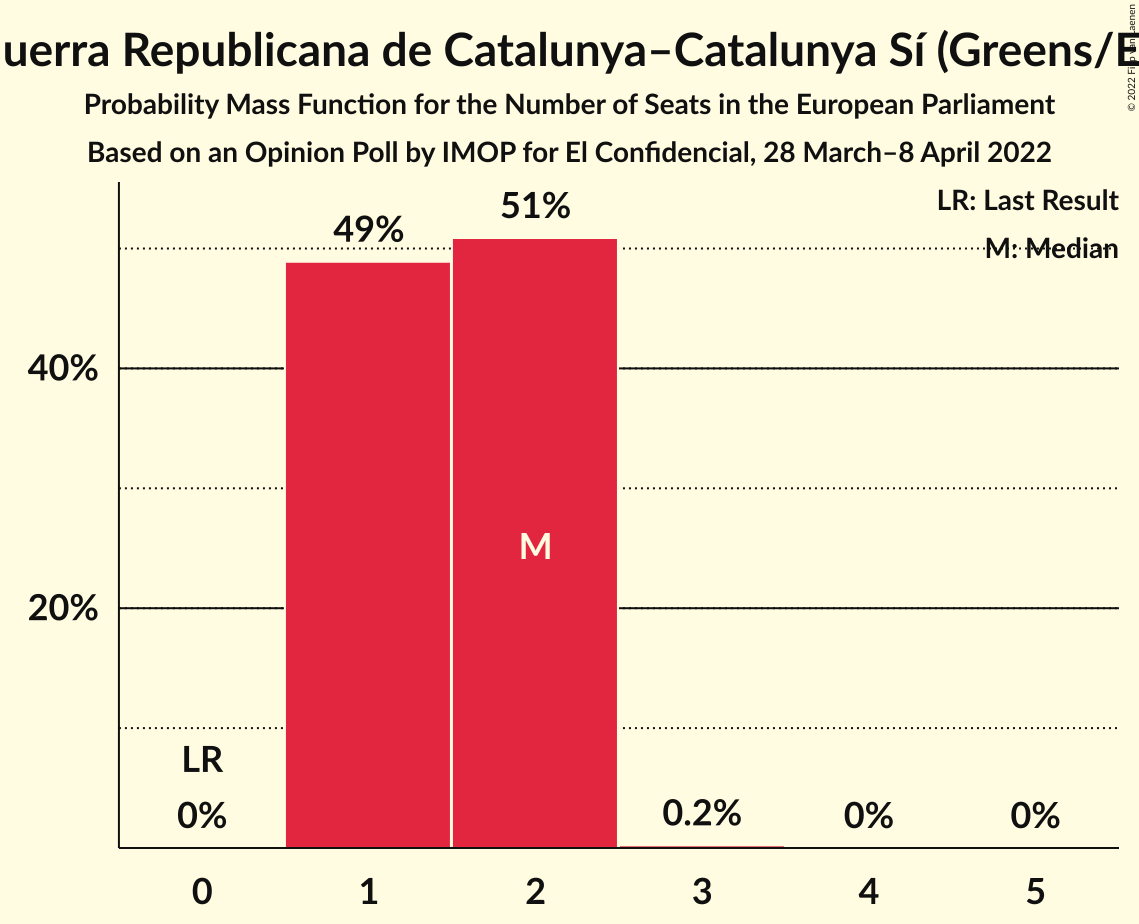 uerra Republicana de Catalunya–Catalunya Sí (Greens/E
Probability Mass Function for the Number of Seats in the European Parliament
Based on an Opinion Poll by IMOP for El Confidencial, 28 March–8 April 2022
LR: Last Result
M: Median
49%
51%
40%
20%
M
LR
0%
0.2%
0%
0%
0
1
2
3
4
5
© 2022